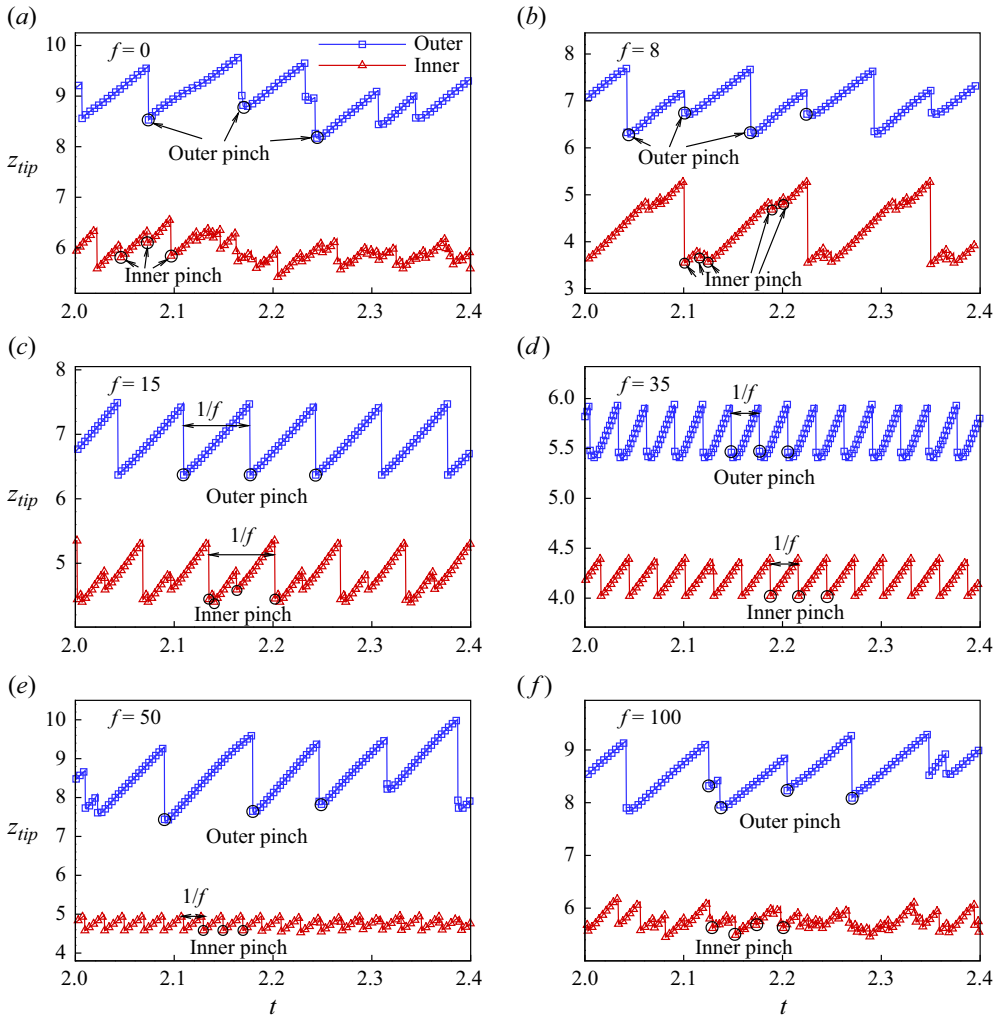 (a)
(b)
10
f = 0
Outer
Inner
9
8
7
6
z_tip
Outer pinch
Inner pinch
2.0 2.1 2.2 2.3 2.4
f = 8
8
7
6
5
4
3
Outer pinch
Inner pinch
2.0 2.1 2.2 2.3 2.4
(c)
(d)
8
f = 15
1/f
7
6
5
z_tip
Outer pinch
1/f
Inner pinch
2.0 2.1 2.2 2.3 2.4
f = 35
6.0
5.5
5.0
4.5
4.0
1/f
Outer pinch
1/f
Inner pinch
2.0 2.1 2.2 2.3 2.4
(e)
(f)
10
f = 50
9
8
7
6
5
4
z_tip
Outer pinch
1/f
Inner pinch
2.0 2.1 2.2 2.3 2.4
t
f = 100
9
8
7
6
Outer pinch
Inner pinch
2.0 2.1 2.2 2.3 2.4
t